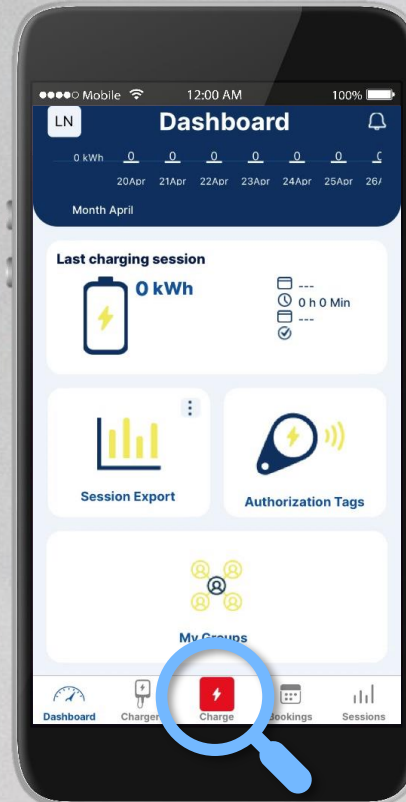 Mobile 12:00 AM 100%
LN Dashboard
0 kWh 0 0 0 0 0 0
20Apr 21Apr 22Apr 23Apr 24Apr 25Apr
Month April
Last charging session
0 kWh
---
0 h 0 Min
---
Session Export
Authorization Tags
My Groups
Dashboard Charger Charge Bookings Sessions